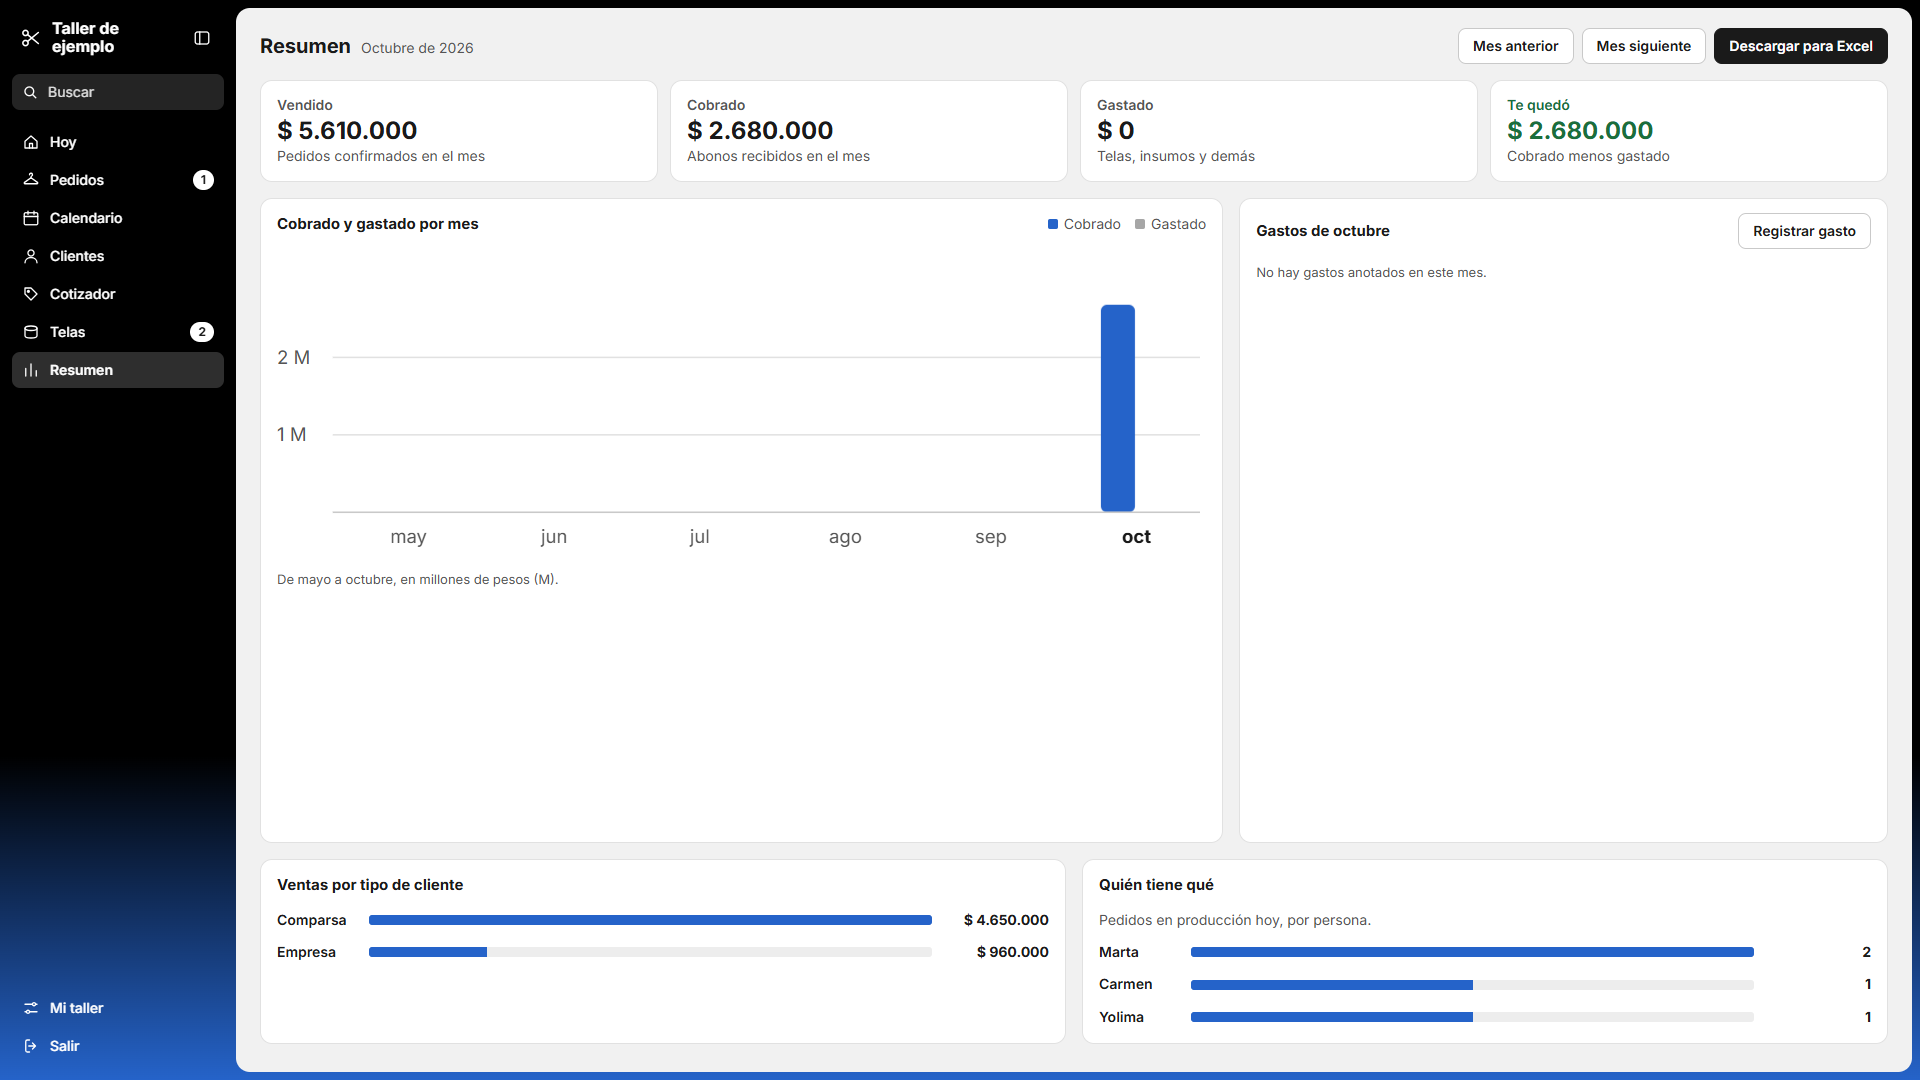 Taller de
ejemplo
Buscar
Hoy
Pedidos 1
Calendario
Clientes
Cotizador
Telas 2
Resumen
Mi taller
Salir
Resumen Octubre de 2026
Mes anterior
Mes siguiente
Descargar para Excel
Vendido
$ 5.610.000
Pedidos confirmados en el mes
Cobrado
$ 2.680.000
Abonos recibidos en el mes
Gastado
$ 0
Telas, insumos y demás
Te quedó
$ 2.680.000
Cobrado menos gastado
Cobrado y gastado por mes
Cobrado Gastado
2 M
1 M
may jun jul ago sep oct
De mayo a octubre, en millones de pesos (M).
Gastos de octubre
Registrar gasto
No hay gastos anotados en este mes.
Ventas por tipo de cliente
Comparsa $ 4.650.000
Empresa $ 960.000
Quién tiene qué
Pedidos en producción hoy, por persona.
Marta 2
Carmen 1
Yolima 1